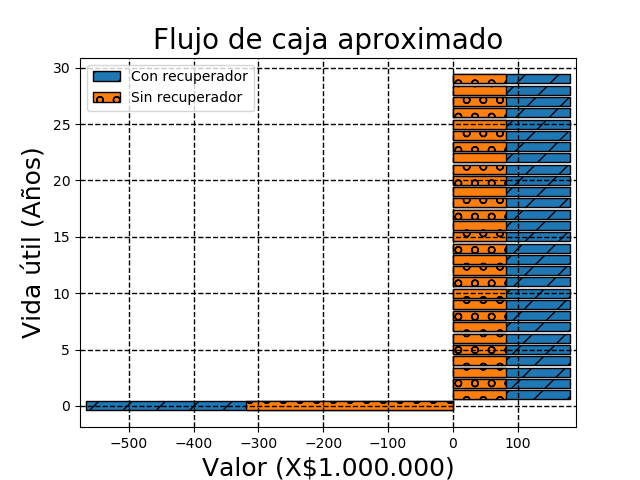 Flujo de caja aproximado
Con recuperador
Sin recuperador
Vida útil (Años)
30
25
20
15
10
5
0
−500 −400 −300 −200 −100 0 100
Valor (X$1.000.000)